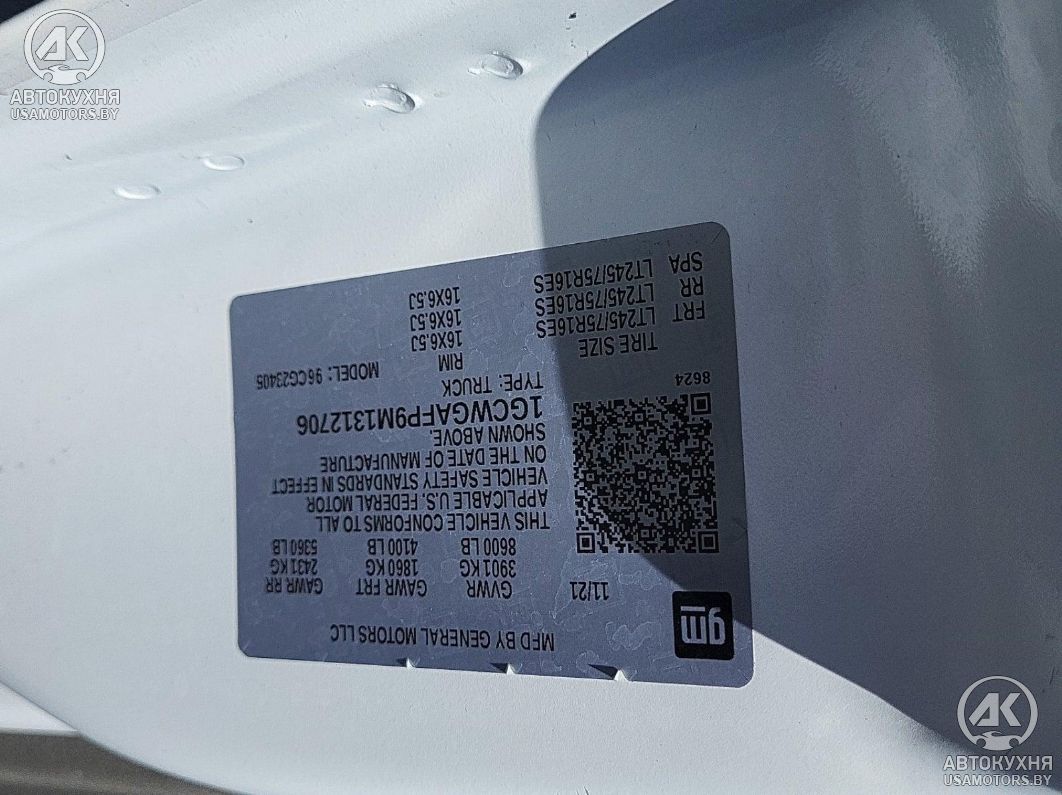 AK
АВТОКУХНЯ
USAMOTORS.BY
gm
MFD BY GENERAL MOTORS LLC
11/21
GVWR GAWR FRT GAWR RR
3901 KG 1860 KG 2431 KG
8600 LB 4100 LB 5360 LB
THIS VEHICLE CONFORMS TO ALL
APPLICABLE U.S. FEDERAL MOTOR
VEHICLE SAFETY STANDARDS IN EFFECT
ON THE DATE OF MANUFACTURE
SHOWN ABOVE.
1GCWGAFP9M1312706
TYPE: TRUCK MODEL: 96CG23405
8624
TIRE SIZE RIM
FRT LT245/75R16ES 16X6.5J
RR LT245/75R16ES 16X6.5J
SPA LT245/75R16ES 16X6.5J
AK
АВТОКУХНЯ
USAMOTORS.BY